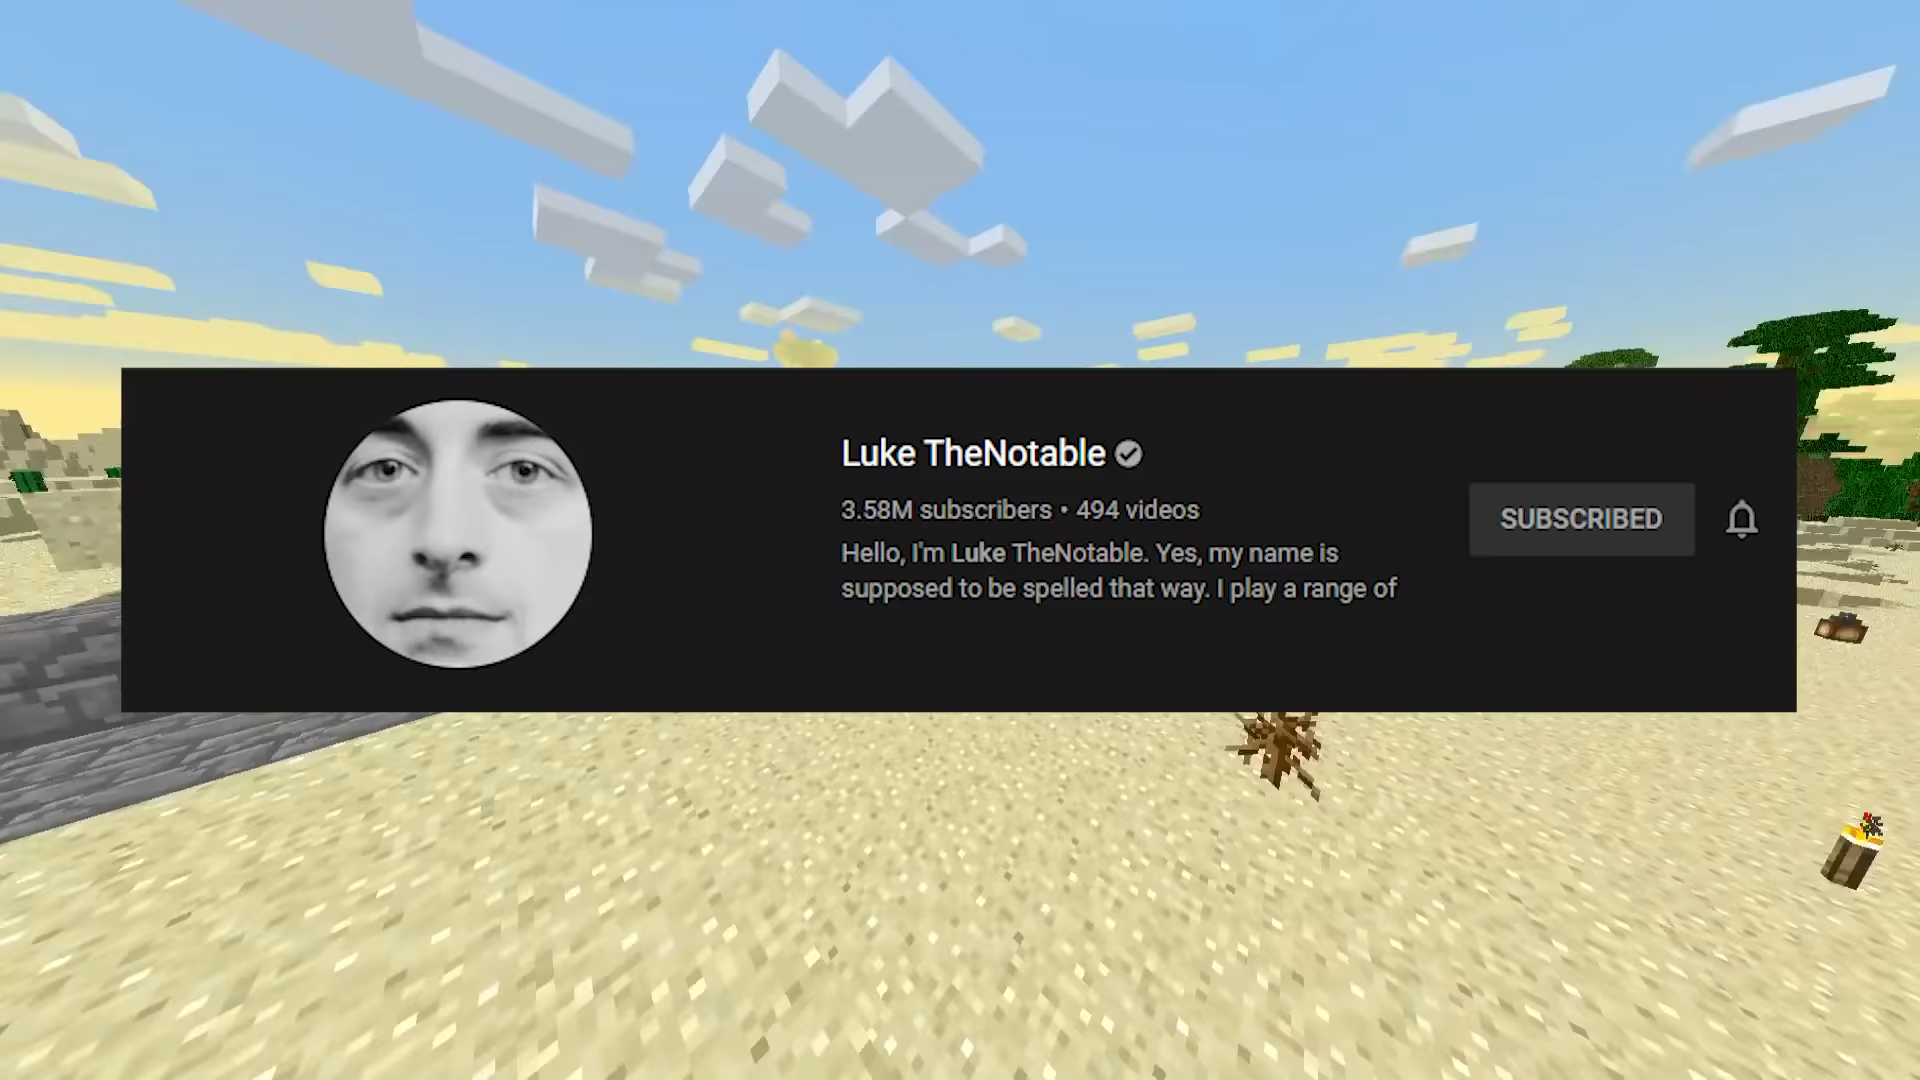 Luke TheNotable
3.58M subscribers • 494 videos
Hello, I'm Luke TheNotable. Yes, my name is
supposed to be spelled that way. I play a range of
SUBSCRIBED